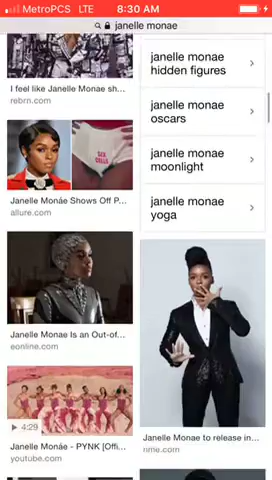 MetroPCS LTE 8:30 AM
janelle monae
I feel like Janelle Monae sh...
rebrn.com
janelle monae
hidden figures
janelle monae
oscars
janelle monae
moonlight
janelle monae
yoga
SEX
CELLS
Janelle Monáe Shows Off P...
allure.com
Janelle Monae Is an Out-of...
eonline.com
4:29
Janelle Monáe - PYNK [Offi...
youtube.com
Janelle Monae to release in...
nme.com